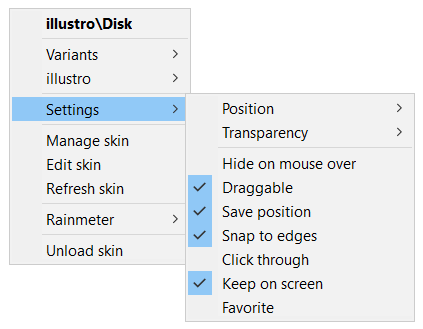 illustro\Disk
Variants
illustro
Settings
Manage skin
Edit skin
Refresh skin
Rainmeter
Unload skin
Position
Transparency
Hide on mouse over
Draggable
Save position
Snap to edges
Click through
Keep on screen
Favorite